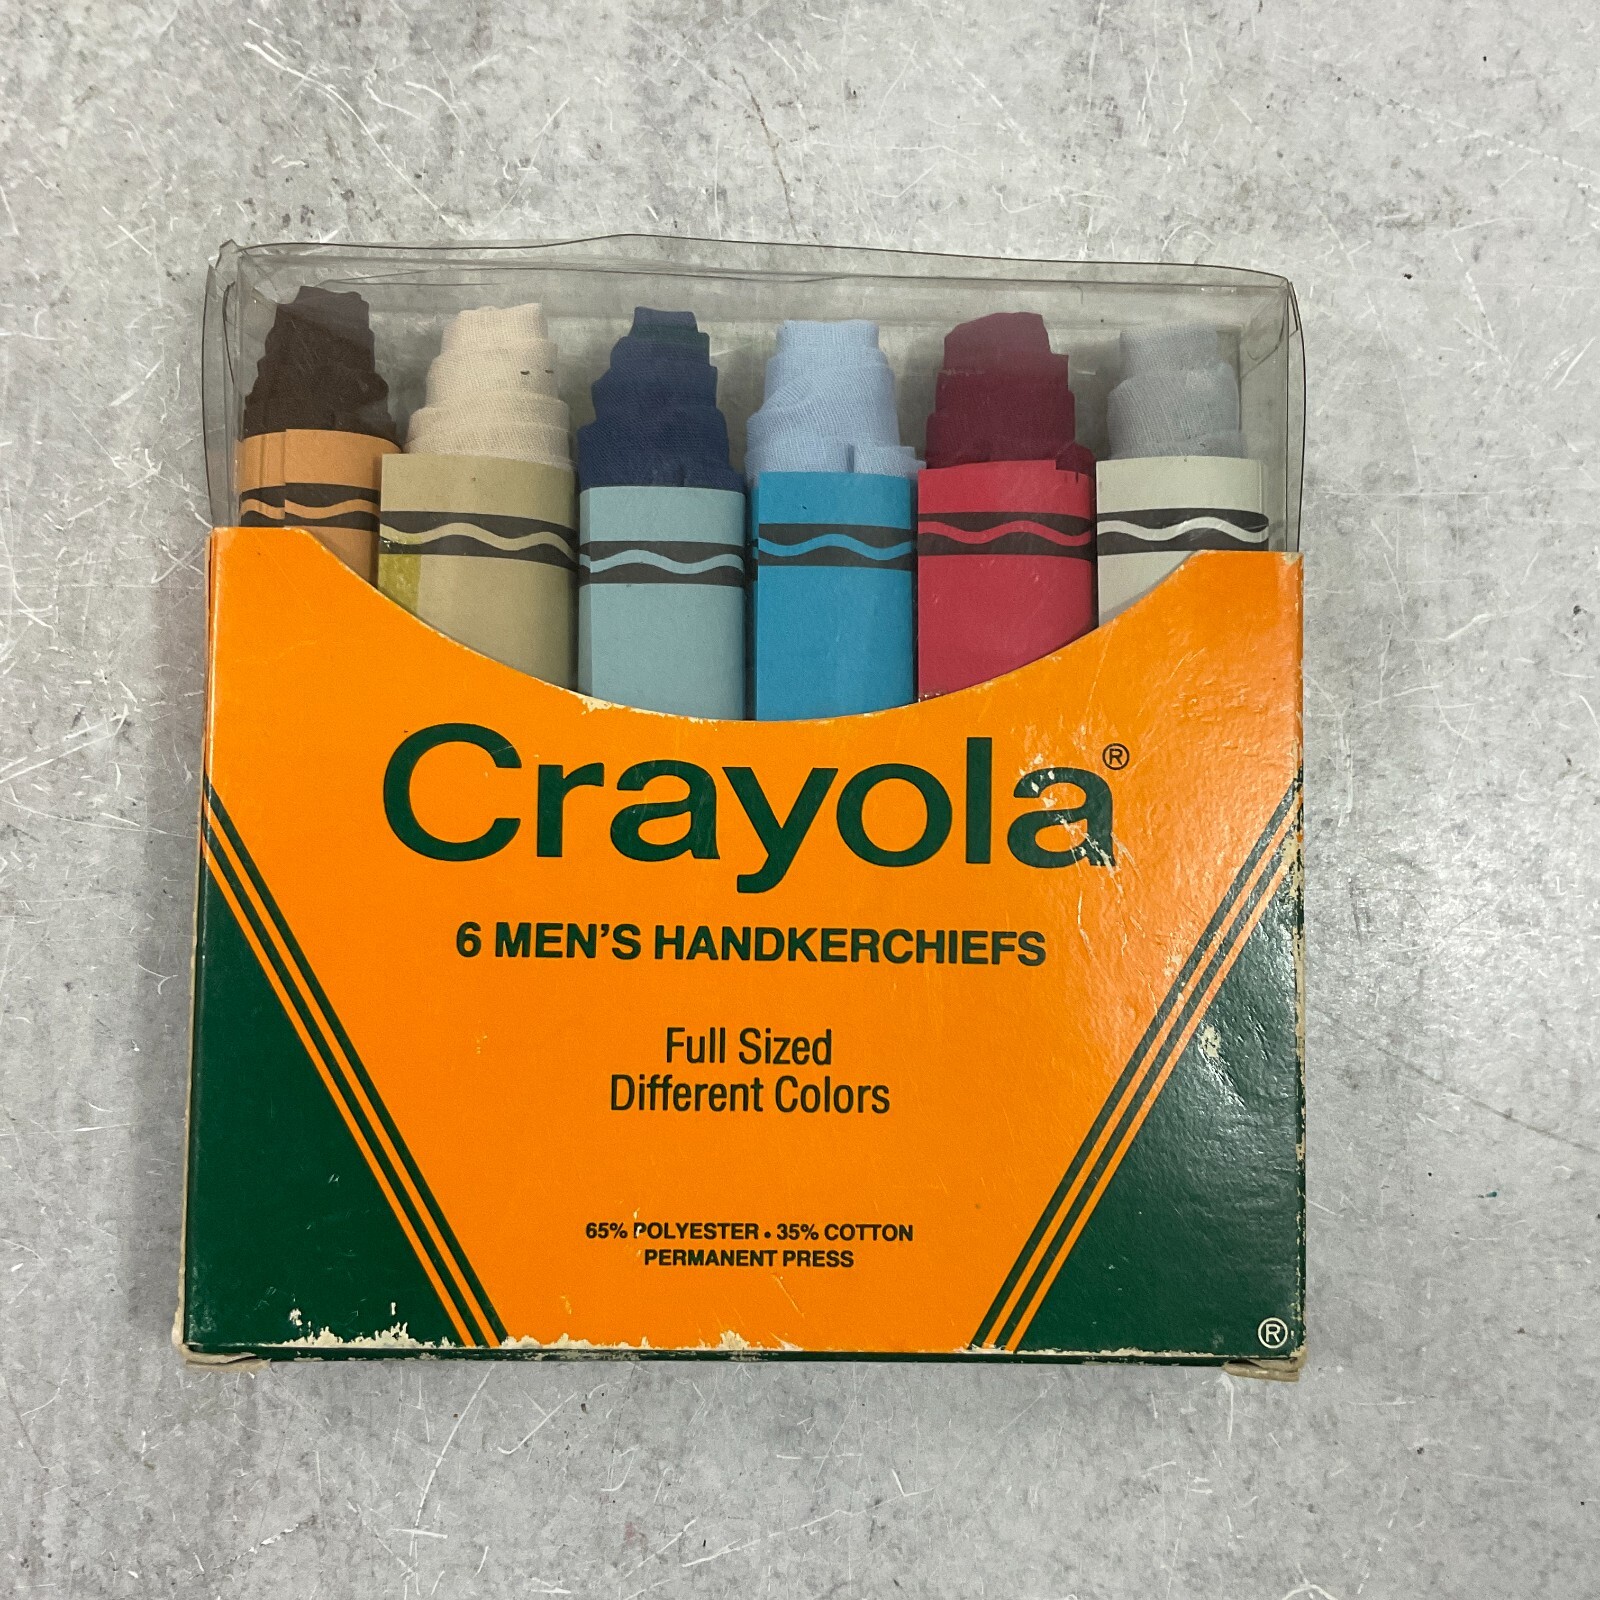 Crayola®
6 MEN'S HANDKERCHIEFS
Full Sized
Different Colors
65% POLYESTER • 35% COTTON
PERMANENT PRESS
®